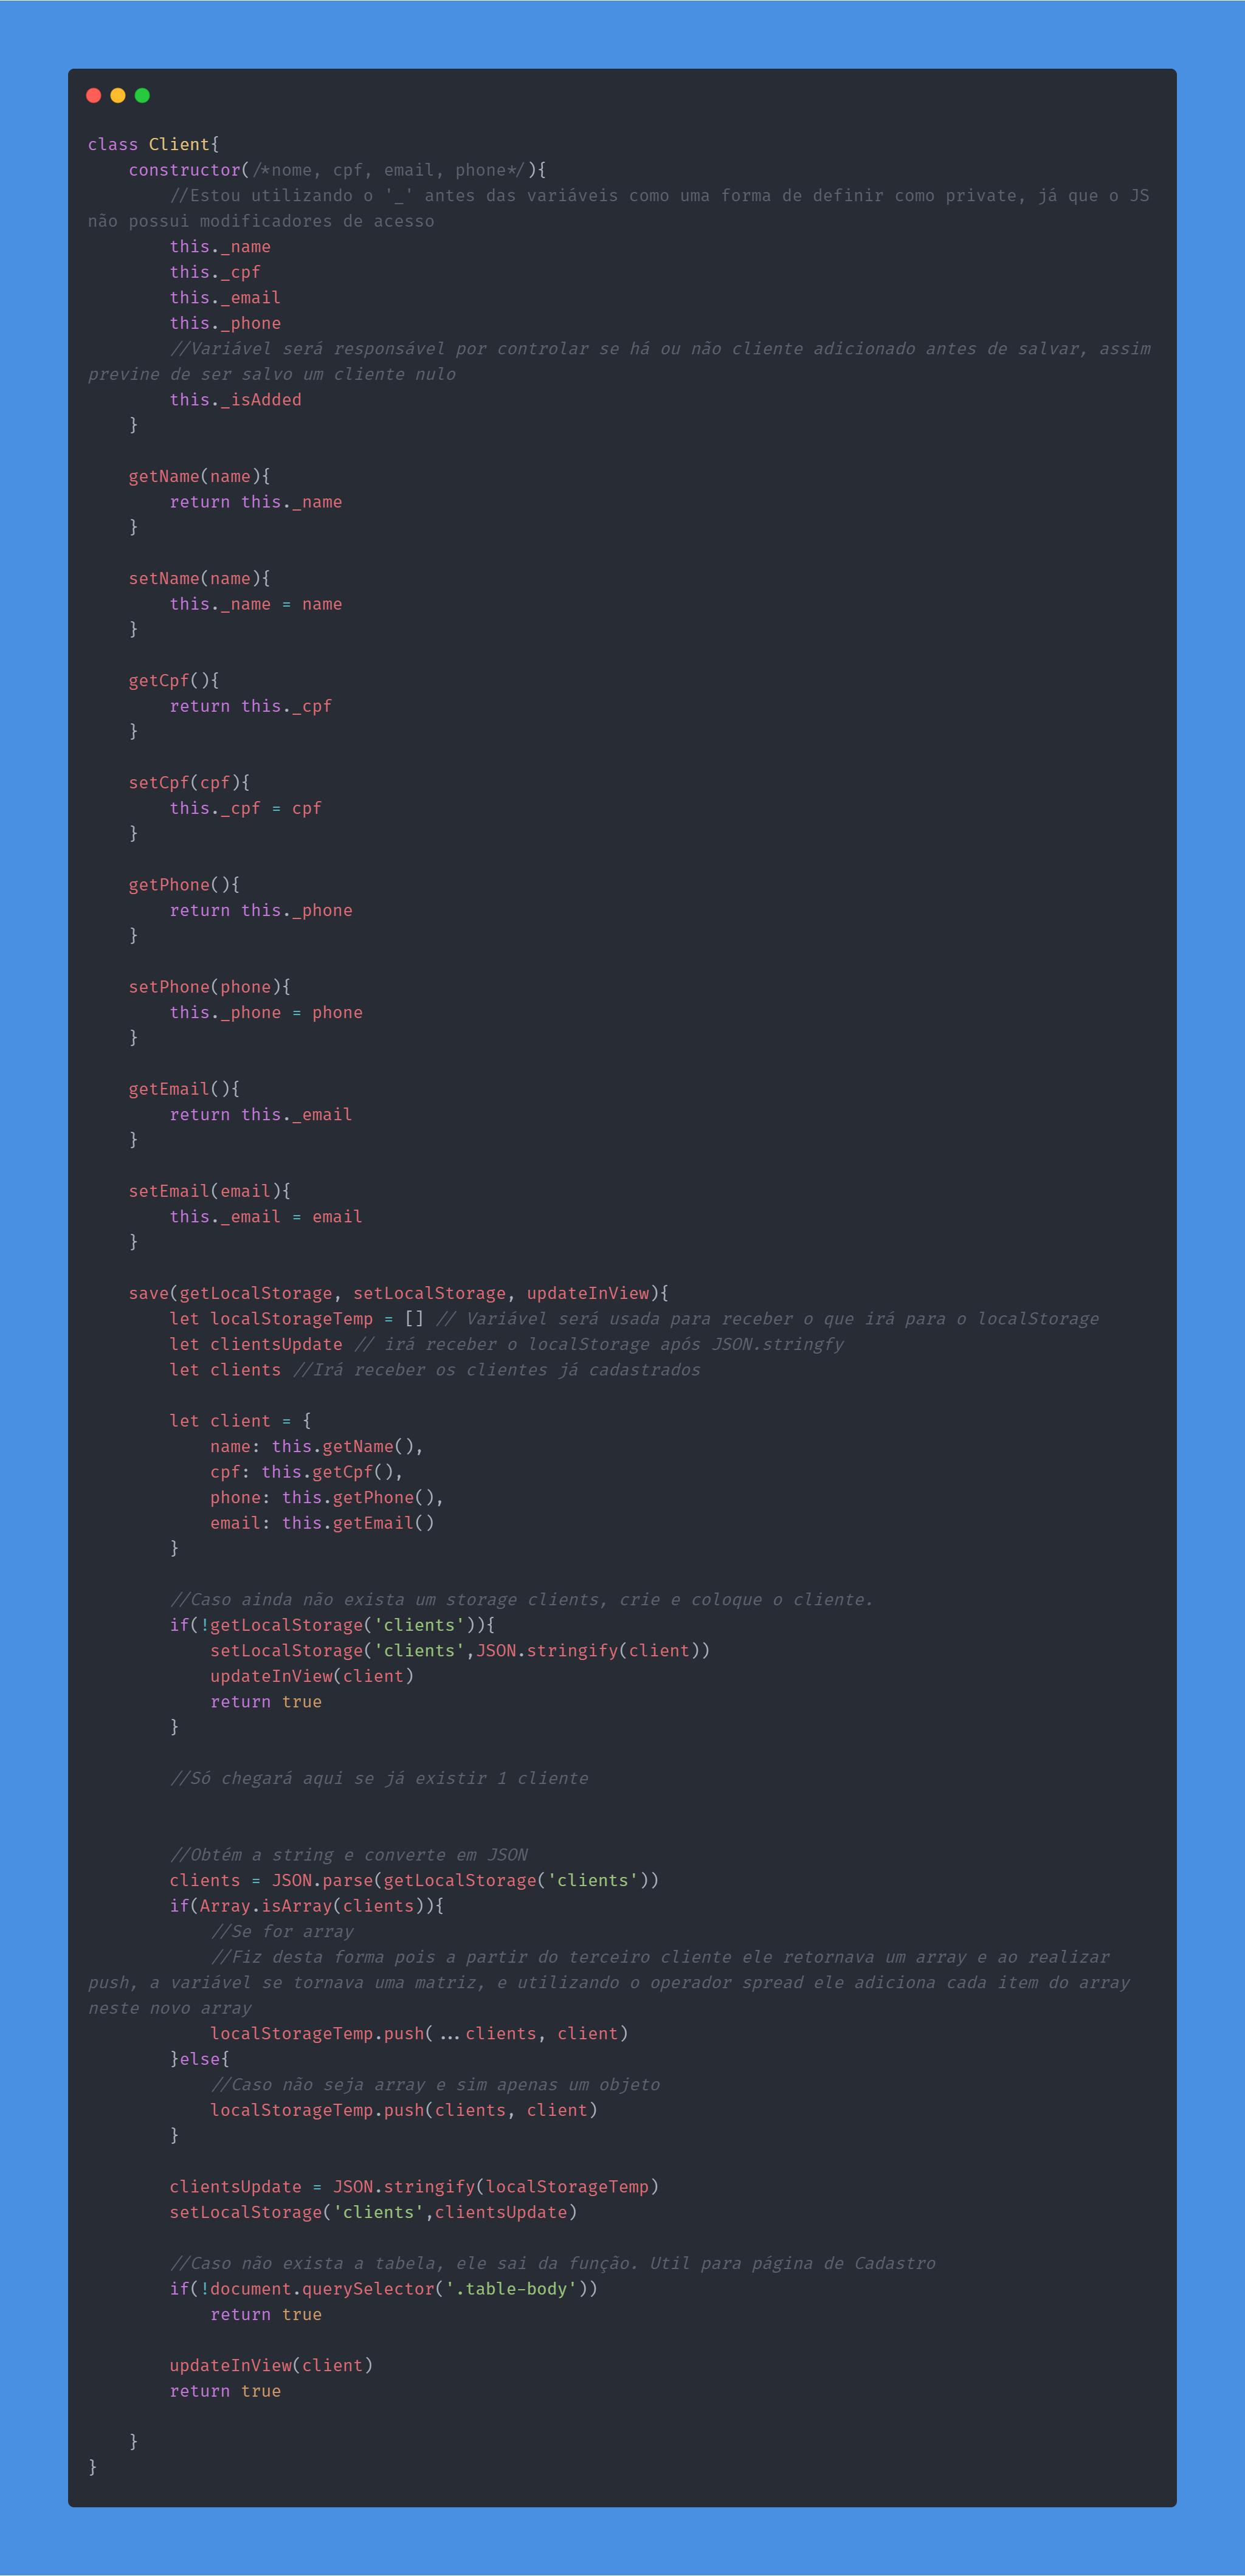 class Client{
    constructor(/*nome, cpf, email, phone*/){
        //Estou utilizando o '_' antes das variáveis como uma forma de definir como private, já que o JS
não possui modificadores de acesso
        this._name
        this._cpf
        this._email
        this._phone
        //Variável será responsável por controlar se há ou não cliente adicionado antes de salvar, assim
previne de ser salvo um cliente nulo
        this._isAdded
    }

    getName(name){
        return this._name
    }

    setName(name){
        this._name = name
    }

    getCpf(){
        return this._cpf
    }

    setCpf(cpf){
        this._cpf = cpf
    }

    getPhone(){
        return this._phone
    }

    setPhone(phone){
        this._phone = phone
    }

    getEmail(){
        return this._email
    }

    setEmail(email){
        this._email = email
    }

    save(getLocalStorage, setLocalStorage, updateInView){
        let localStorageTemp = [] // Variável será usada para receber o que irá para o localStorage
        let clientsUpdate // irá receber o localStorage após JSON.stringfy
        let clients //Irá receber os clientes já cadastrados

        let client = {
            name: this.getName(),
            cpf: this.getCpf(),
            phone: this.getPhone(),
            email: this.getEmail()
        }

        //Caso ainda não exista um storage clients, crie e coloque o cliente.
        if(!getLocalStorage('clients')){
            setLocalStorage('clients',JSON.stringify(client))
            updateInView(client)
            return true
        }

        //Só chegará aqui se já existir 1 cliente


        //Obtém a string e converte em JSON
        clients = JSON.parse(getLocalStorage('clients'))
        if(Array.isArray(clients)){
            //Se for array
            //Fiz desta forma pois a partir do terceiro cliente ele retornava um array e ao realizar
push, a variável se tornava uma matriz, e utilizando o operador spread ele adiciona cada item do array
neste novo array
            localStorageTemp.push(...clients, client)
        }else{
            //Caso não seja array e sim apenas um objeto
            localStorageTemp.push(clients, client)
        }

        clientsUpdate = JSON.stringify(localStorageTemp)
        setLocalStorage('clients',clientsUpdate)

        //Caso não exista a tabela, ele sai da função. Util para página de Cadastro
        if(!document.querySelector('.table-body'))
            return true

        updateInView(client)
        return true

    }
}